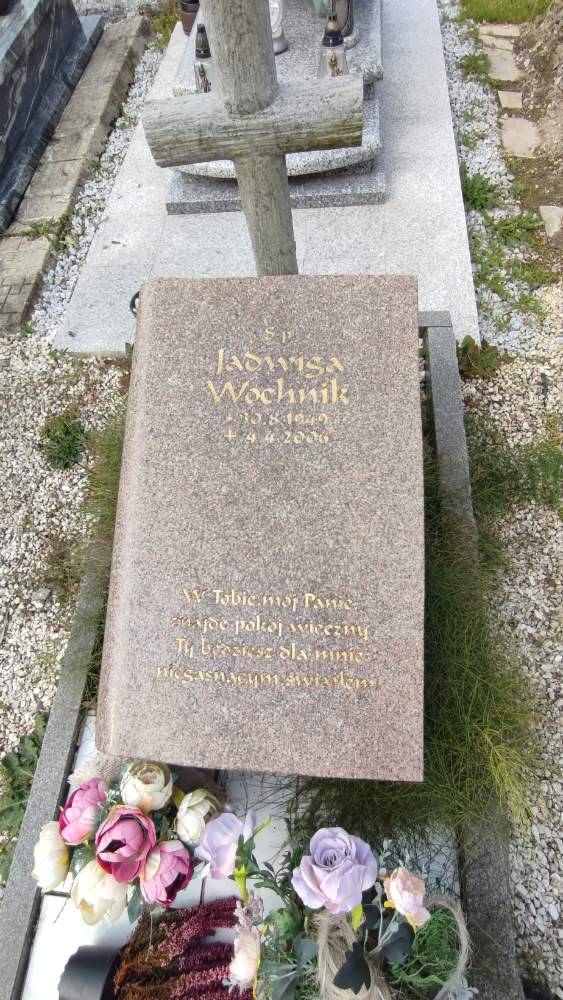 Ś.p.
Jadwiga
Wochnik
* 30.8.1949
+ 4.4.2006
W Tobie, mój Panie
znajdę pokój wieczny
Ty będziesz dla mnie
niegasnącym światłem